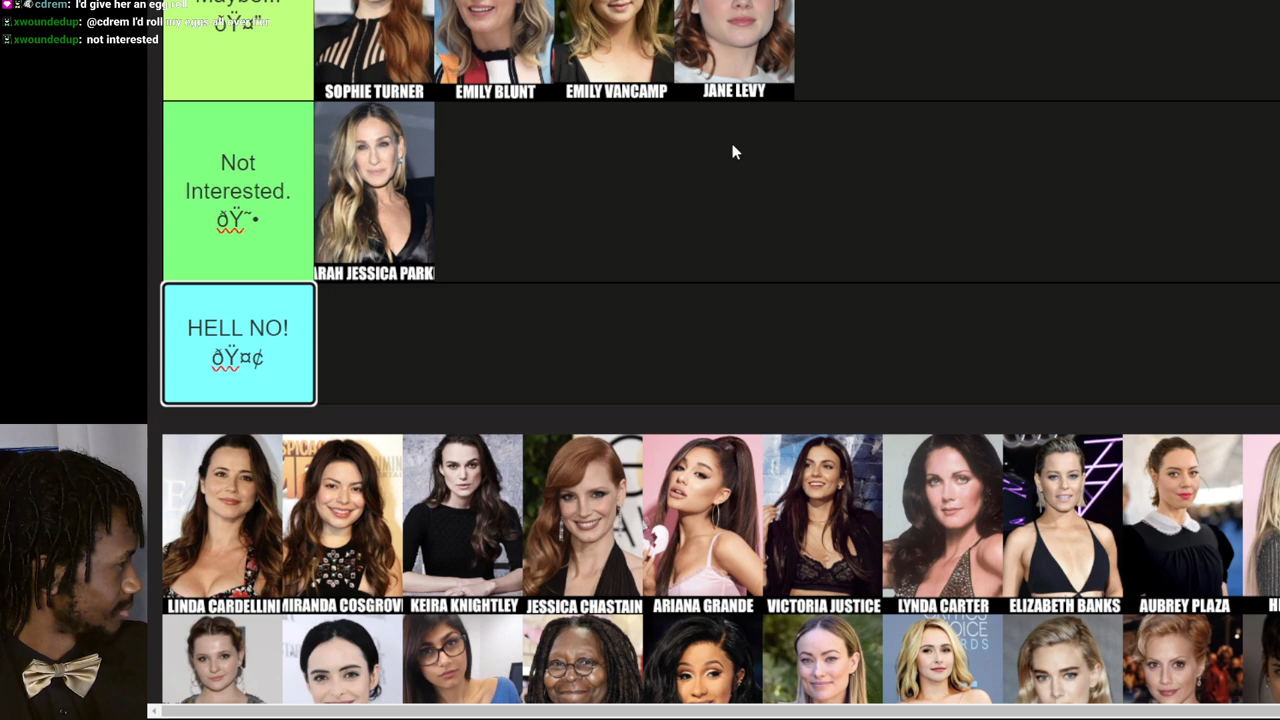 cdrem: I'd give her an egg roll
xwoundedup: @cdrem I'd roll my eggs all over her
xwoundedup: not interested
Maybe...
ðŸ¤”
SOPHIE TURNER
EMILY BLUNT
EMILY VANCAMP
JANE LEVY
Not
Interested.
ðŸ˜•
ARAH JESSICA PARK
HELL NO!
ðŸ¤¢
LINDA CARDELLINI
MIRANDA COSGROV
KEIRA KNIGHTLEY
JESSICA CHASTAIN
ARIANA GRANDE
VICTORIA JUSTICE
LYNDA CARTER
ELIZABETH BANKS
AUBREY PLAZA